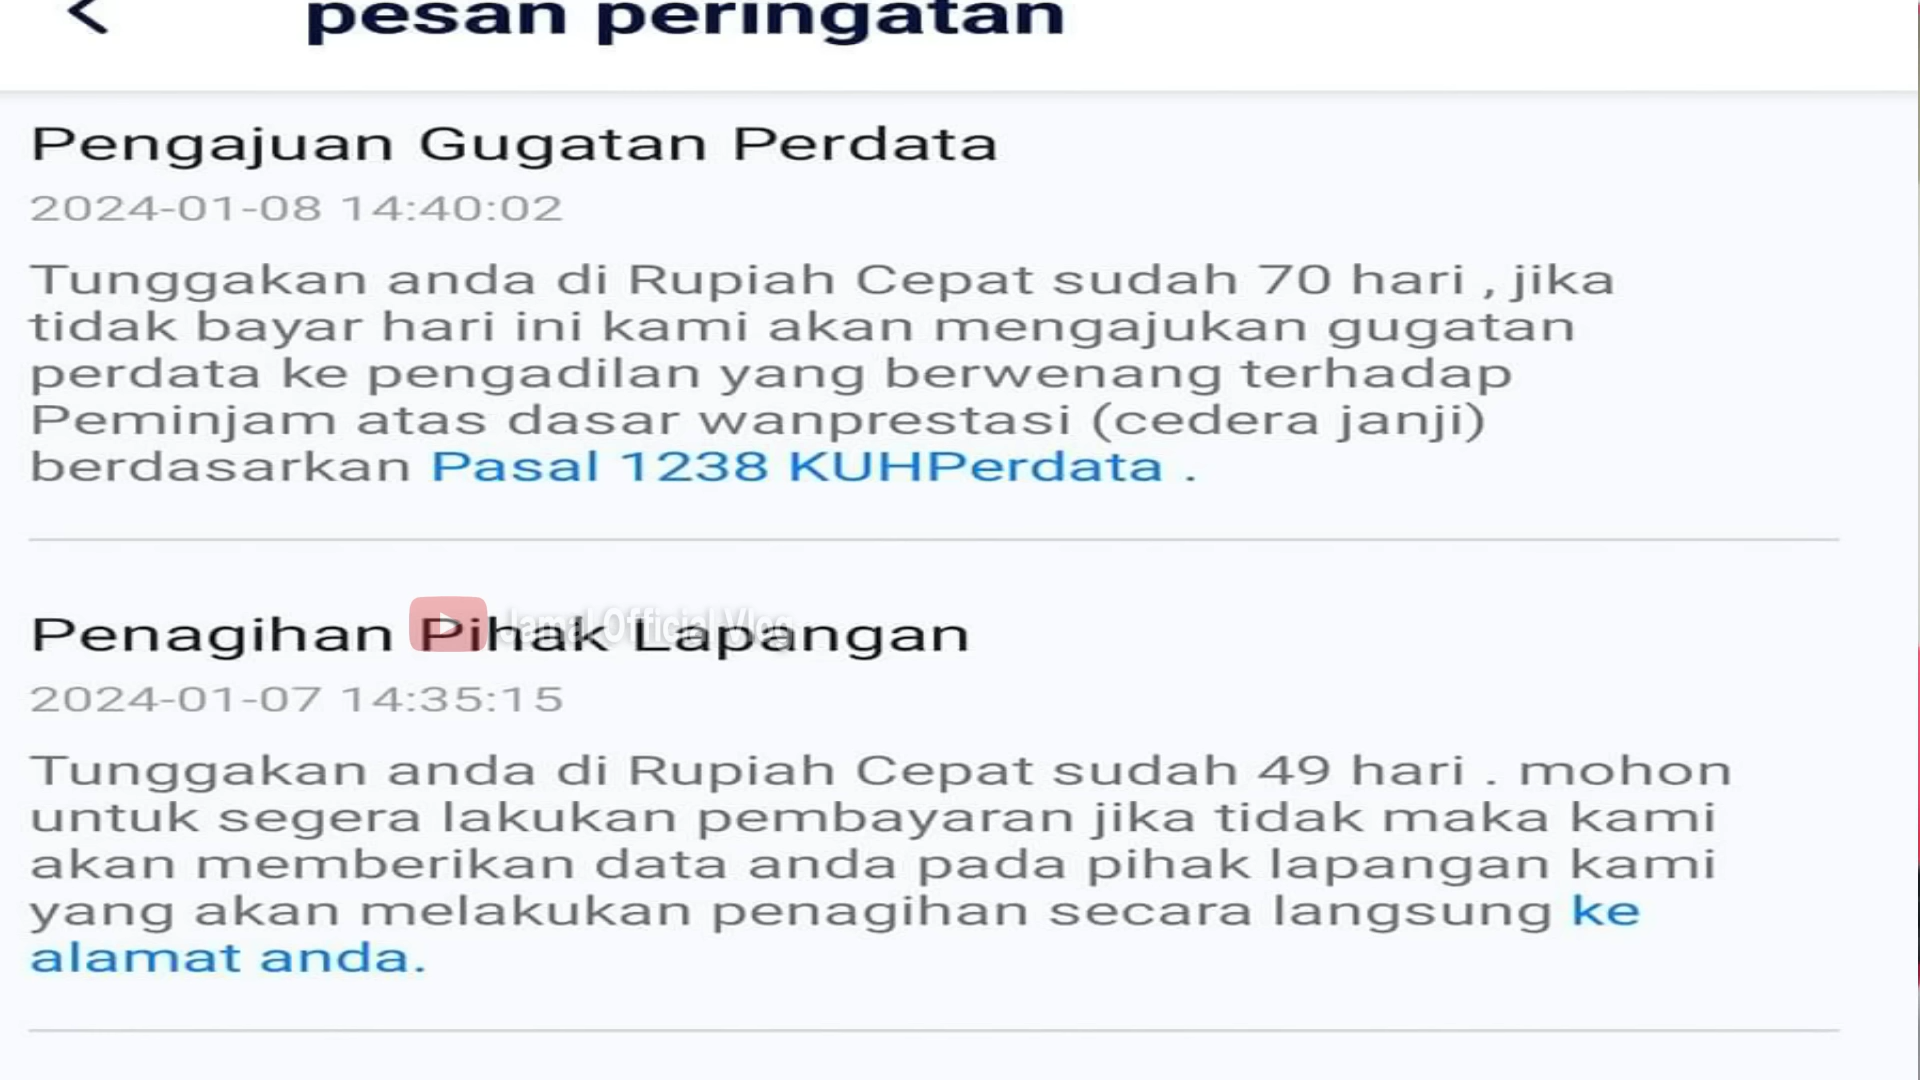 pesan peringatan
Pengajuan Gugatan Perdata
2024-01-08 14:40:02
Tunggakan anda di Rupiah Cepat sudah 70 hari , jika
tidak bayar hari ini kami akan mengajukan gugatan
perdata ke pengadilan yang berwenang terhadap
Peminjam atas dasar wanprestasi (cedera janji)
berdasarkan Pasal 1238 KUHPerdata .
Penagihan Pihak Lapangan
Jamal Official Vlog
2024-01-07 14:35:15
Tunggakan anda di Rupiah Cepat sudah 49 hari . mohon
untuk segera lakukan pembayaran jika tidak maka kami
akan memberikan data anda pada pihak lapangan kami
yang akan melakukan penagihan secara langsung ke
alamat anda.